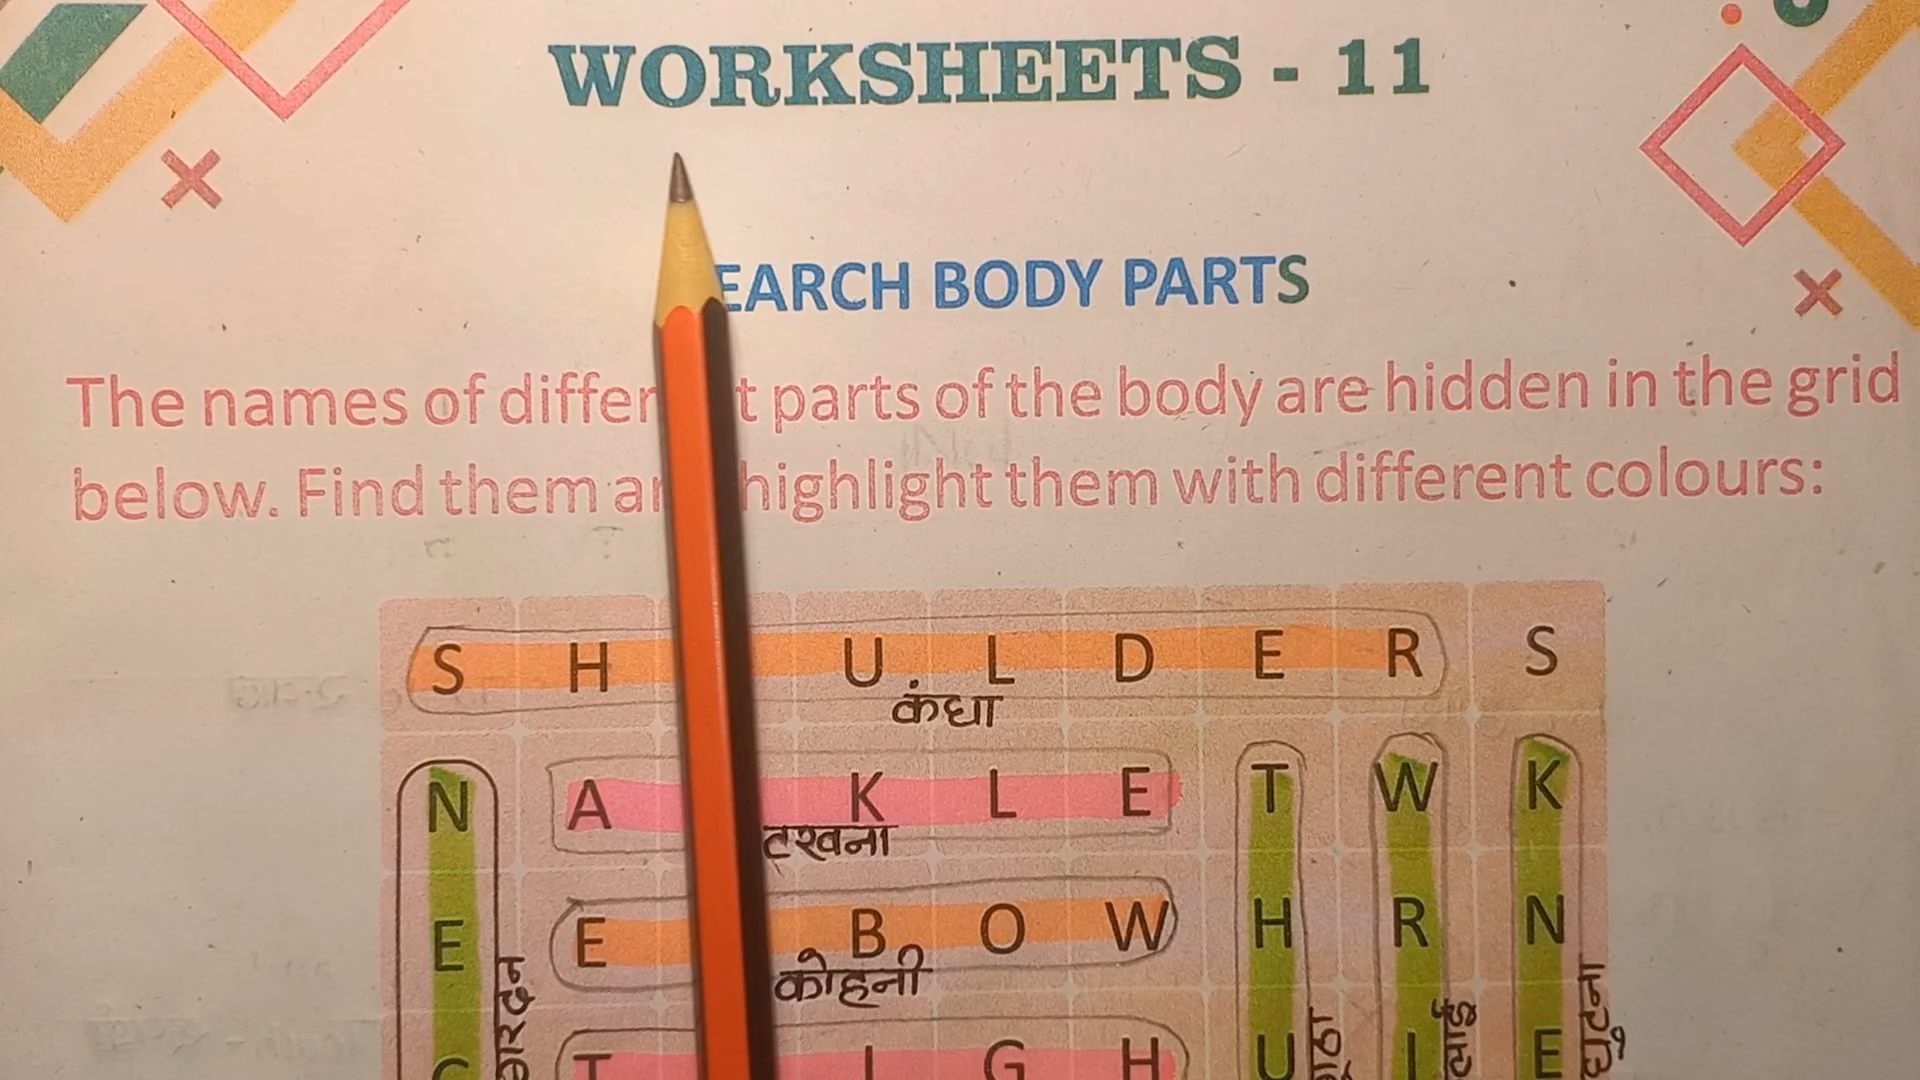 WORKSHEETS - 11
EARCH BODY PARTS
The names of differ t parts of the body are hidden in the grid
below. Find them a highlight them with different colours:
S H U L D E R S
कंधा
N A K L E T W K
टखना
E E B O W H R N
कोहनी
गरदन
घुटना
I G H U I E